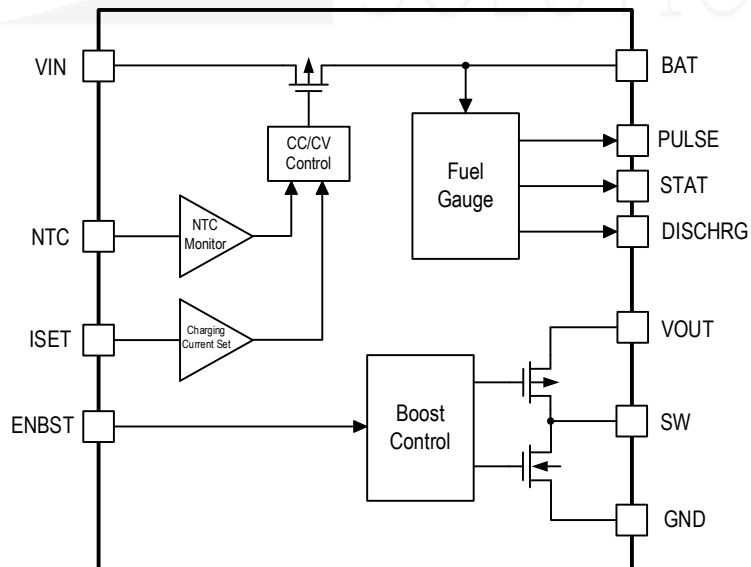 VIN
BAT
CC/CV
Control
Fuel
Gauge
PULSE
STAT
DISCHRG
NTC
NTC
Monitor
ISET
Charging
Current Set
VOUT
ENBST
Boost
Control
SW
GND